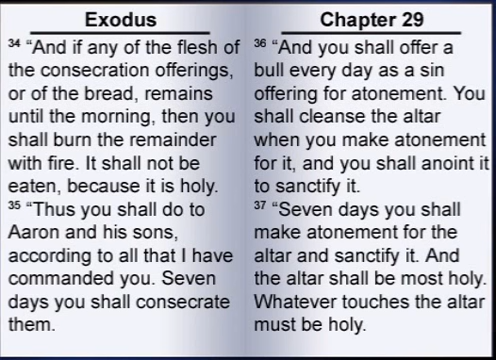 Exodus
³⁴ “And if any of the flesh of
the consecration offerings,
or of the bread, remains
until the morning, then you
shall burn the remainder
with fire. It shall not be
eaten, because it is holy.
³⁵ “Thus you shall do to
Aaron and his sons,
according to all that I have
commanded you. Seven
days you shall consecrate
them.
Chapter 29
³⁶ “And you shall offer a
bull every day as a sin
offering for atonement. You
shall cleanse the altar
when you make atonement
for it, and you shall anoint it
to sanctify it.
³⁷ “Seven days you shall
make atonement for the
altar and sanctify it. And
the altar shall be most holy.
Whatever touches the altar
must be holy.